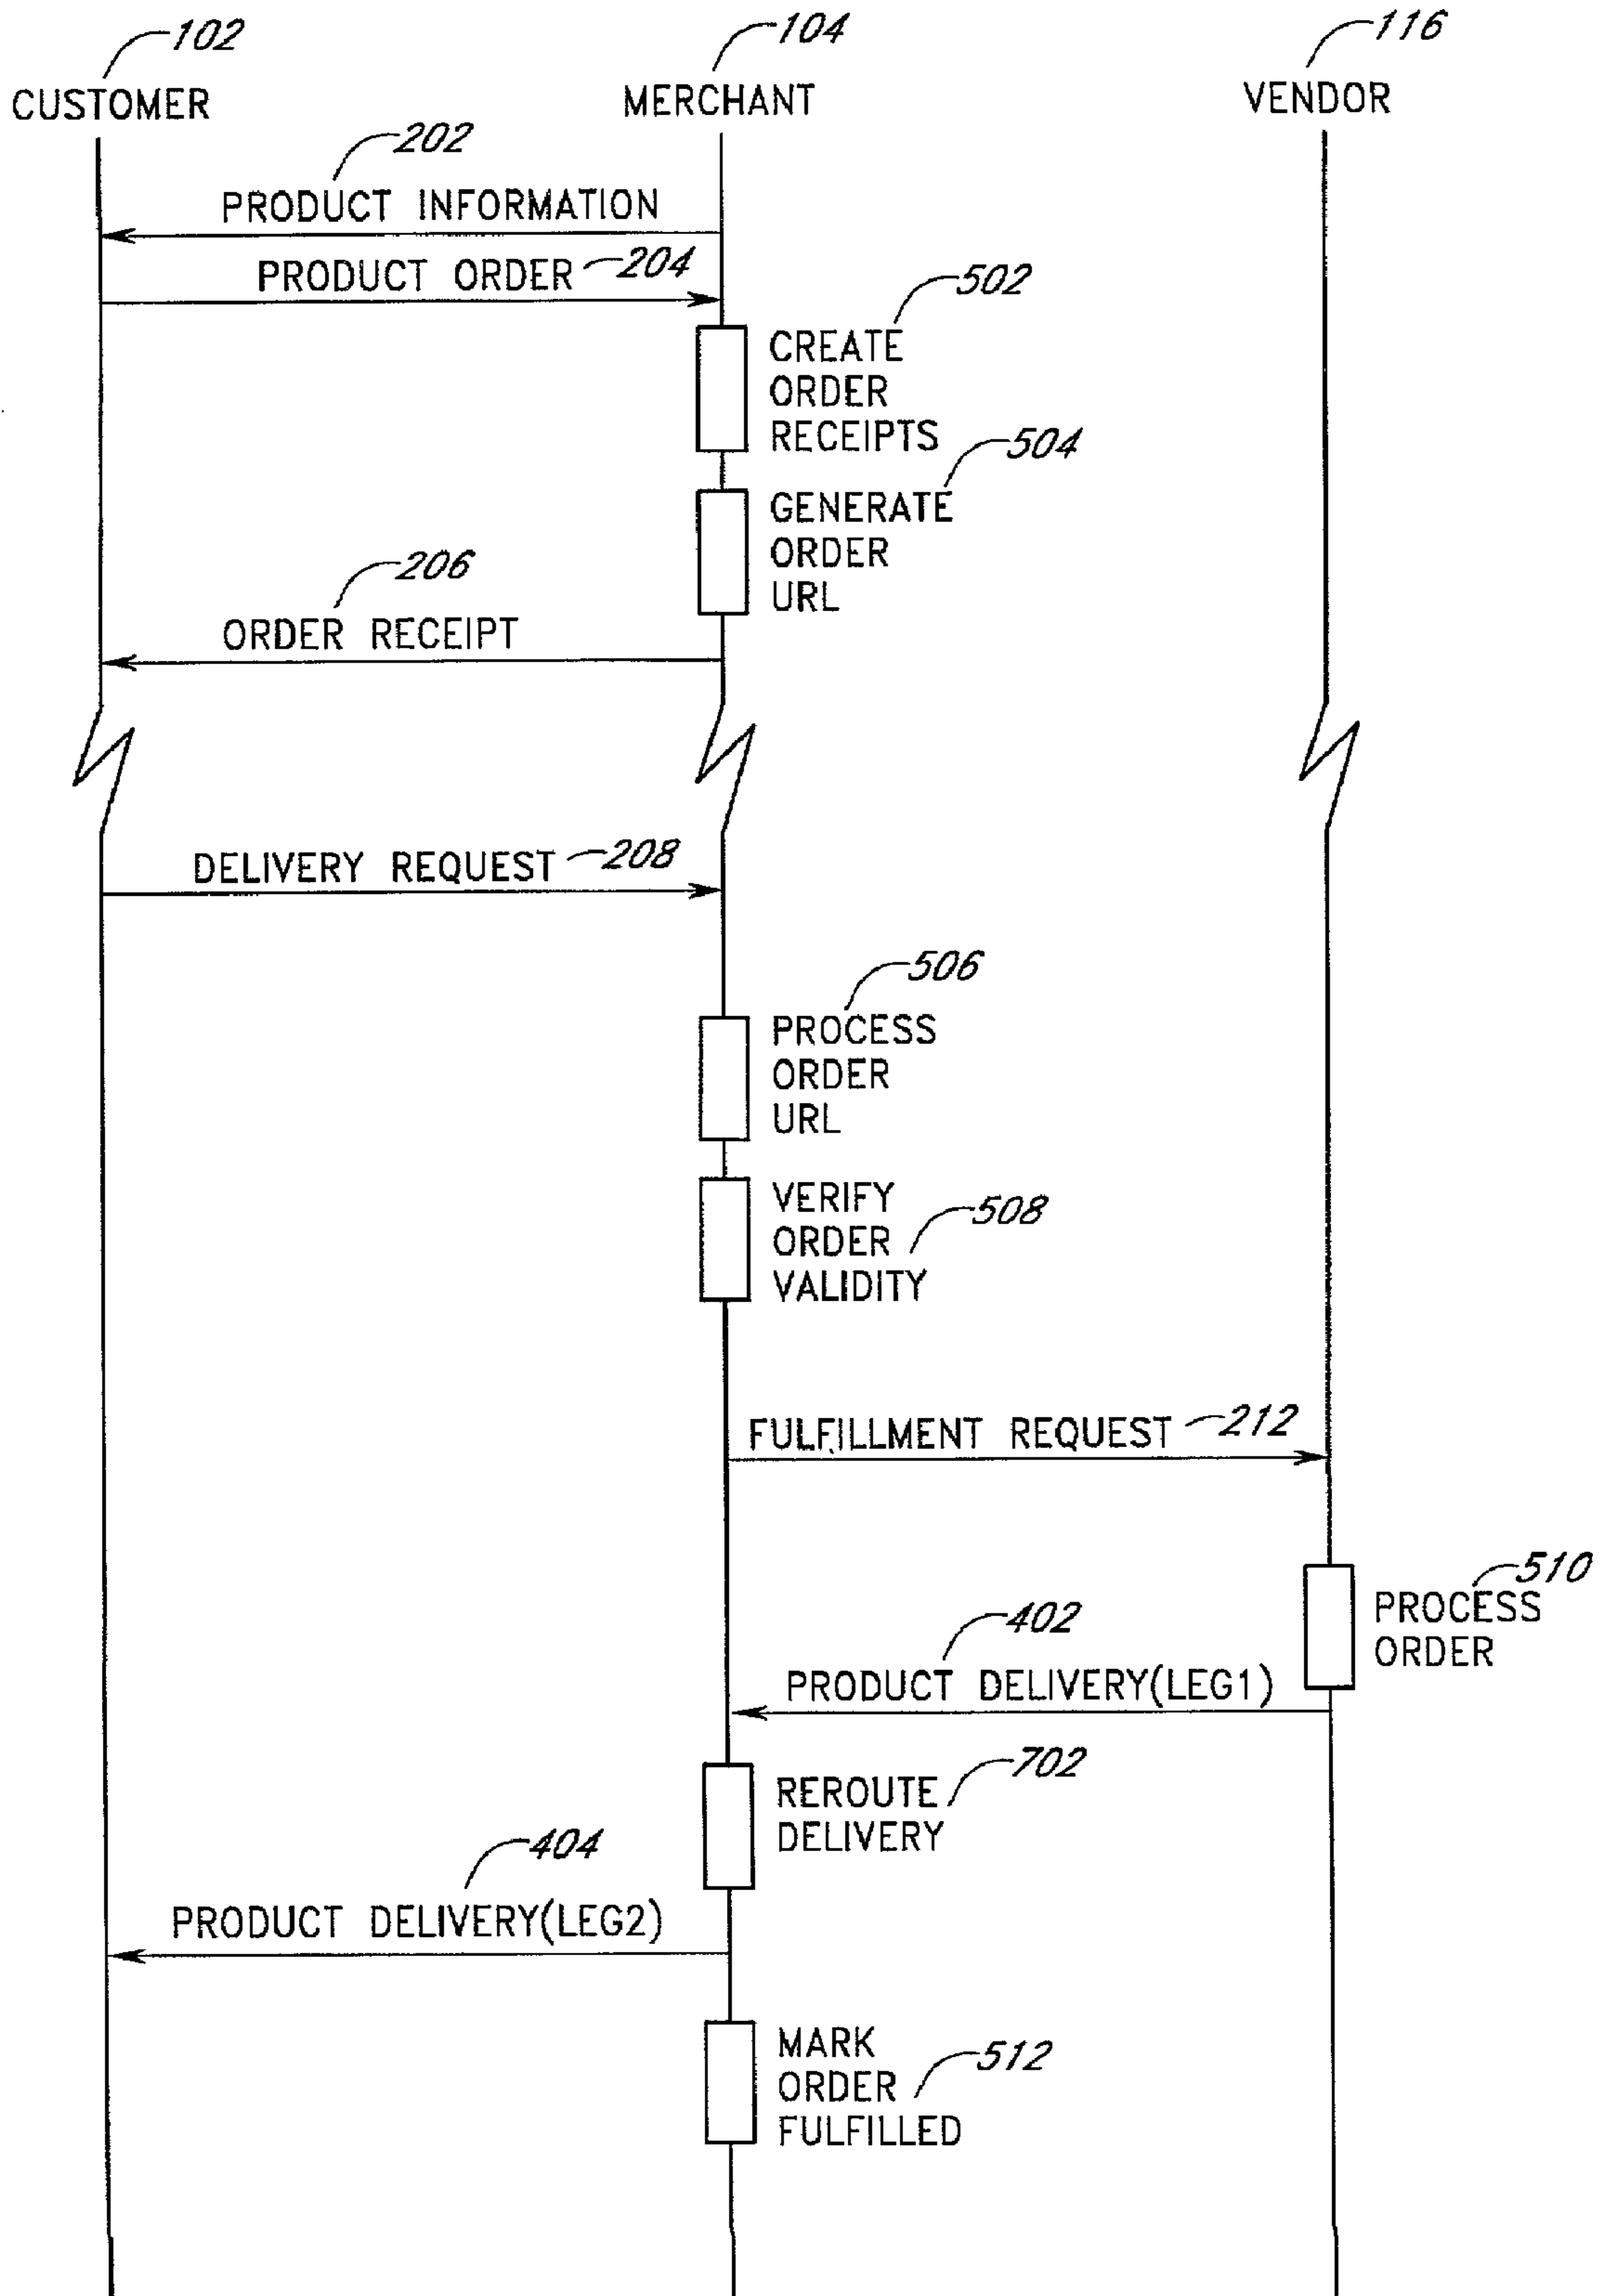 102
104
116
CUSTOMER
MERCHANT
VENDOR
202
PRODUCT INFORMATION
PRODUCT ORDER
204
502
CREATE
ORDER
RECEIPTS
504
GENERATE
ORDER
URL
206
ORDER RECEIPT
DELIVERY REQUEST
208
506
PROCESS
ORDER
URL
VERIFY
ORDER
VALIDITY
508
FULFILLMENT REQUEST
212
510
PROCESS
ORDER
402
PRODUCT DELIVERY(LEG1)
702
REROUTE
DELIVERY
404
PRODUCT DELIVERY(LEG2)
MARK
ORDER
FULFILLED
512